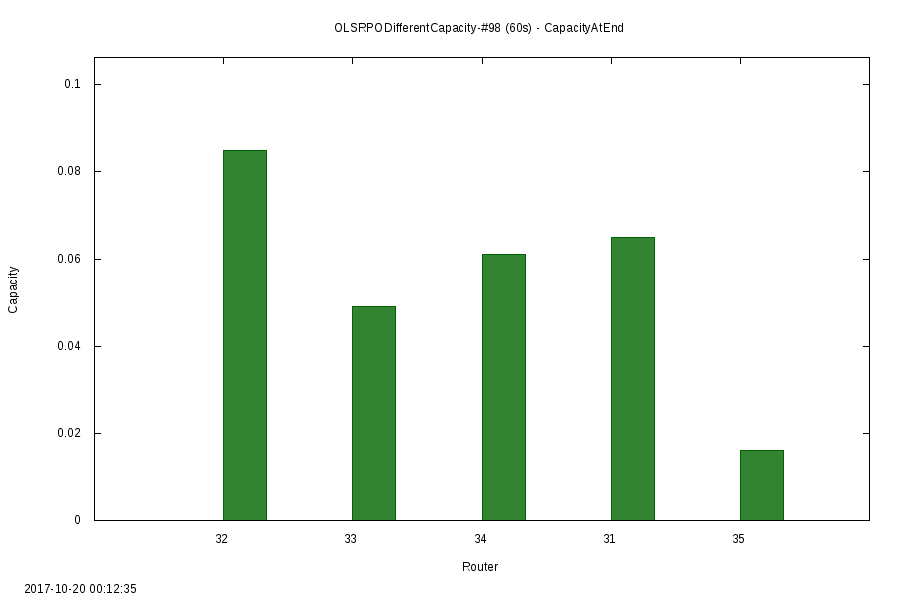 OLSRPODifferentCapacity-#98 (60s) - CapacityAtEnd
0.1
0.08
0.06
0.04
0.02
0
Capacity
32 33 34 31 35
Router
2017-10-20 00:12:35